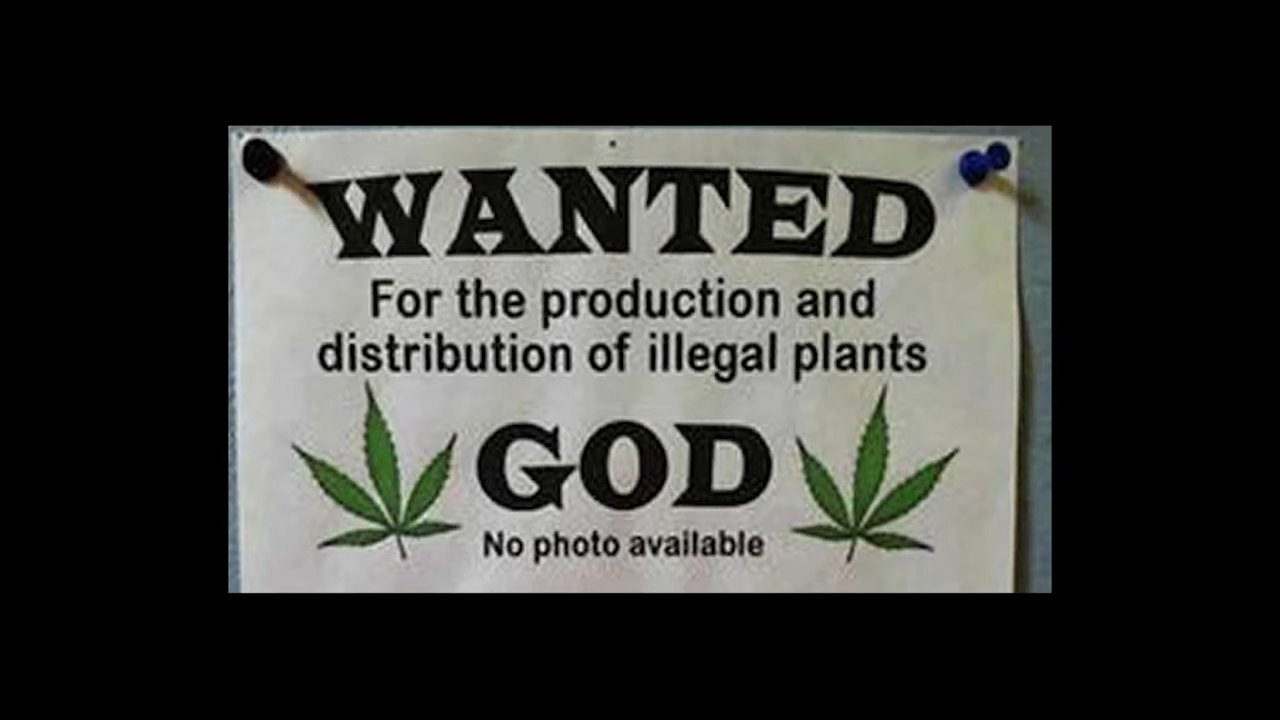 WANTED
For the production and
distribution of illegal plants
GOD
No photo available